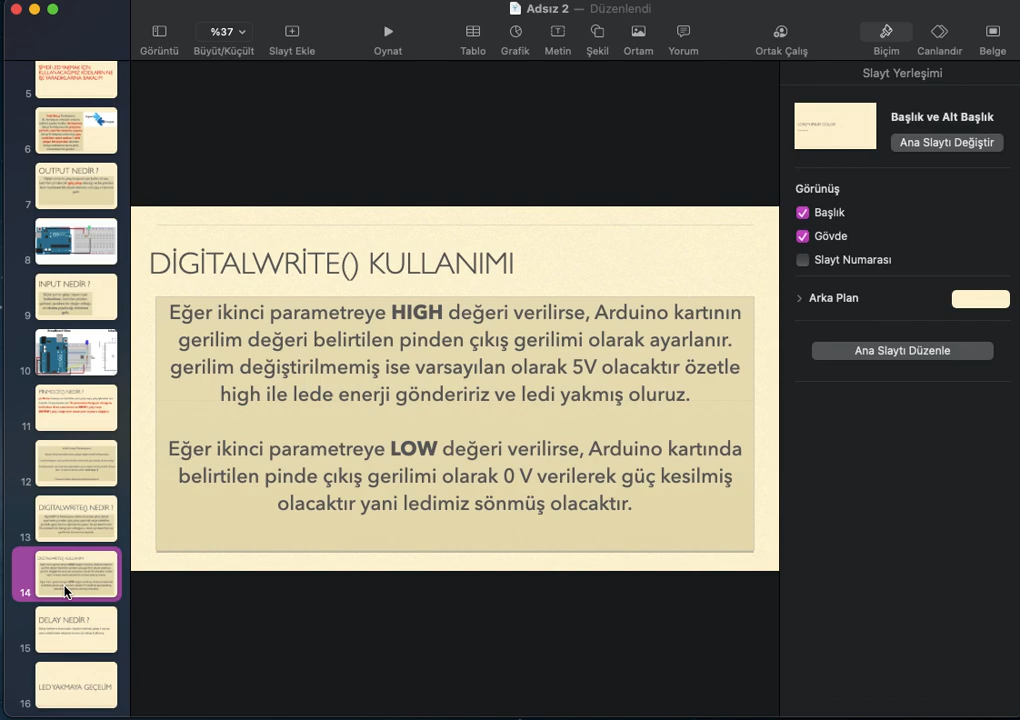 Adsız 2 — Düzenlendi
%37
Görüntü
Büyüt/Küçült
Slayt Ekle
Oynat
Tablo
Grafik
Metin
Şekil
Ortam
Yorum
Ortak Çalış
Biçim
Canlandır
Belge
5
6
OUTPUT NEDİR ?
7
8
INPUT NEDİR ?
9
10
11
12
DİGİTALWRİTE() NEDİR ?
13
14
DELAY NEDİR ?
15
LED YAKMAYA GEÇELİM
16
DİGİTALWRİTE() KULLANIMI
Eğer ikinci parametreye HIGH değeri verilirse, Arduino kartının
gerilim değeri belirtilen pinden çıkış gerilimi olarak ayarlanır.
gerilim değiştirilmemiş ise varsayılan olarak 5V olacaktır özetle
high ile lede enerji göndeririz ve ledi yakmış oluruz.
Eğer ikinci parametreye LOW değeri verilirse, Arduino kartında
belirtilen pinde çıkış gerilimi olarak 0 V verilerek güç kesilmiş
olacaktır yani ledimiz sönmüş olacaktır.
Slayt Yerleşimi
Başlık ve Alt Başlık
Ana Slaytı Değiştir
Görünüş
Başlık
Gövde
Slayt Numarası
Arka Plan
Ana Slaytı Düzenle